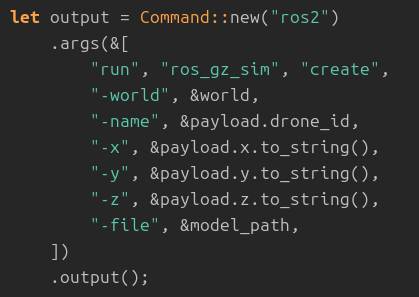 let output = Command::new("ros2")
    .args(&[
        "run", "ros_gz_sim", "create",
        "-world", &world,
        "-name", &payload.drone_id,
        "-x", &payload.x.to_string(),
        "-y", &payload.y.to_string(),
        "-z", &payload.z.to_string(),
        "-file", &model_path,
    ])
    .output();